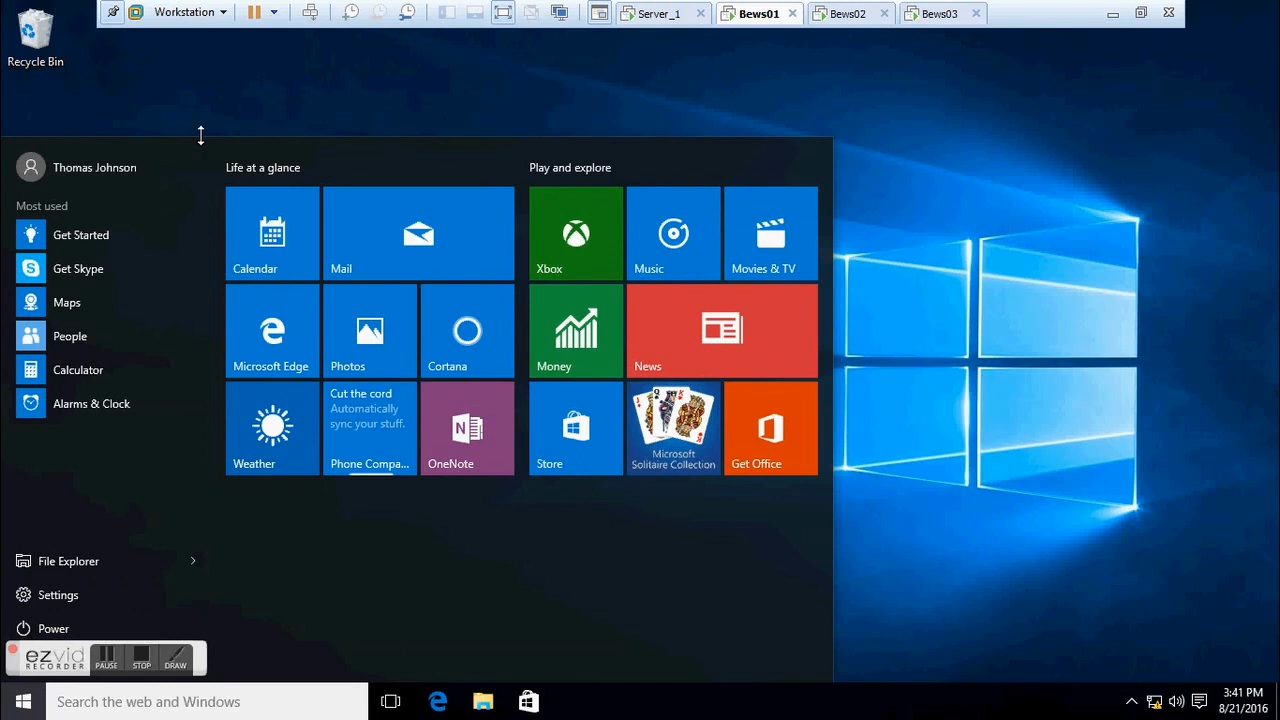 Workstation
Server_1
Bews01
Bews02
Bews03
Recycle Bin
Thomas Johnson
Most used
Get Started
Get Skype
Maps
People
Calculator
Alarms & Clock
File Explorer
Settings
Power
Life at a glance
Calendar
Mail
Microsoft Edge
Photos
Cortana
Weather
Cut the cord
Automatically
sync your stuff.
Phone Compa...
OneNote
Play and explore
Xbox
Music
Movies & TV
Money
News
Store
Microsoft
Solitaire Collection
Get Office
ezvid
RECORDER
PAUSE
STOP
DRAW
Search the web and Windows
3:41 PM
8/21/2016